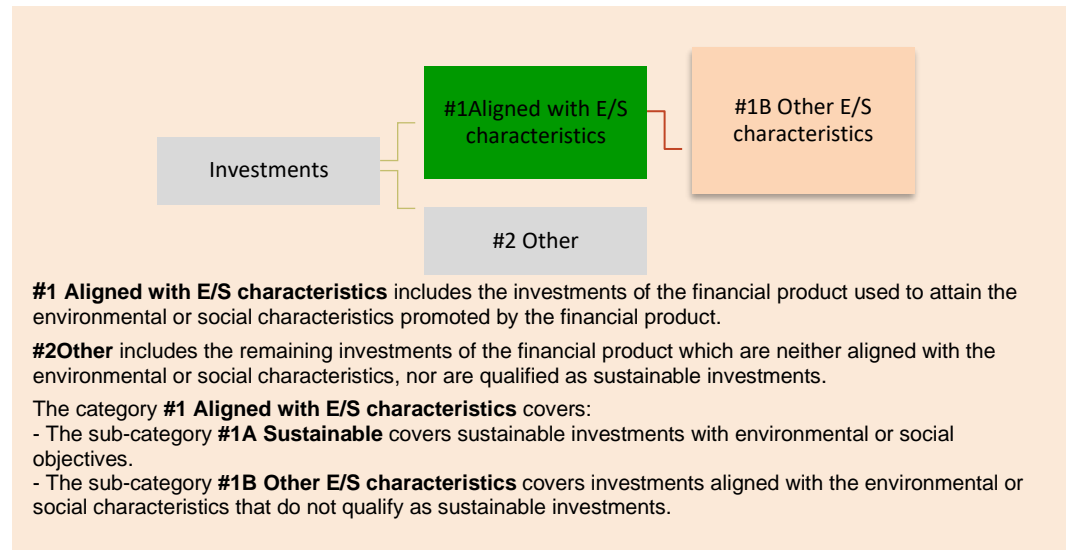 #1Aligned with E/S
characteristics
#1B Other E/S
characteristics
Investments
#2 Other
#1 Aligned with E/S characteristics includes the investments of the financial product used to attain the
environmental or social characteristics promoted by the financial product.
#2Other includes the remaining investments of the financial product which are neither aligned with the
environmental or social characteristics, nor are qualified as sustainable investments.
The category #1 Aligned with E/S characteristics covers:
- The sub-category #1A Sustainable covers sustainable investments with environmental or social
objectives.
- The sub-category #1B Other E/S characteristics covers investments aligned with the environmental or
social characteristics that do not qualify as sustainable investments.